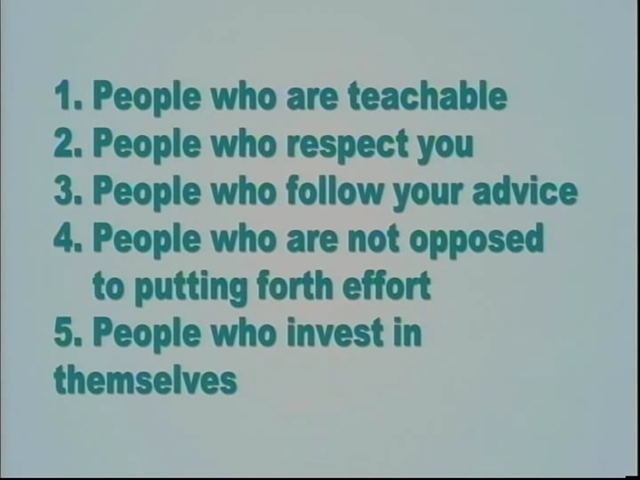 1. People who are teachable
2. People who respect you
3. People who follow your advice
4. People who are not opposed
to putting forth effort
5. People who invest in
themselves